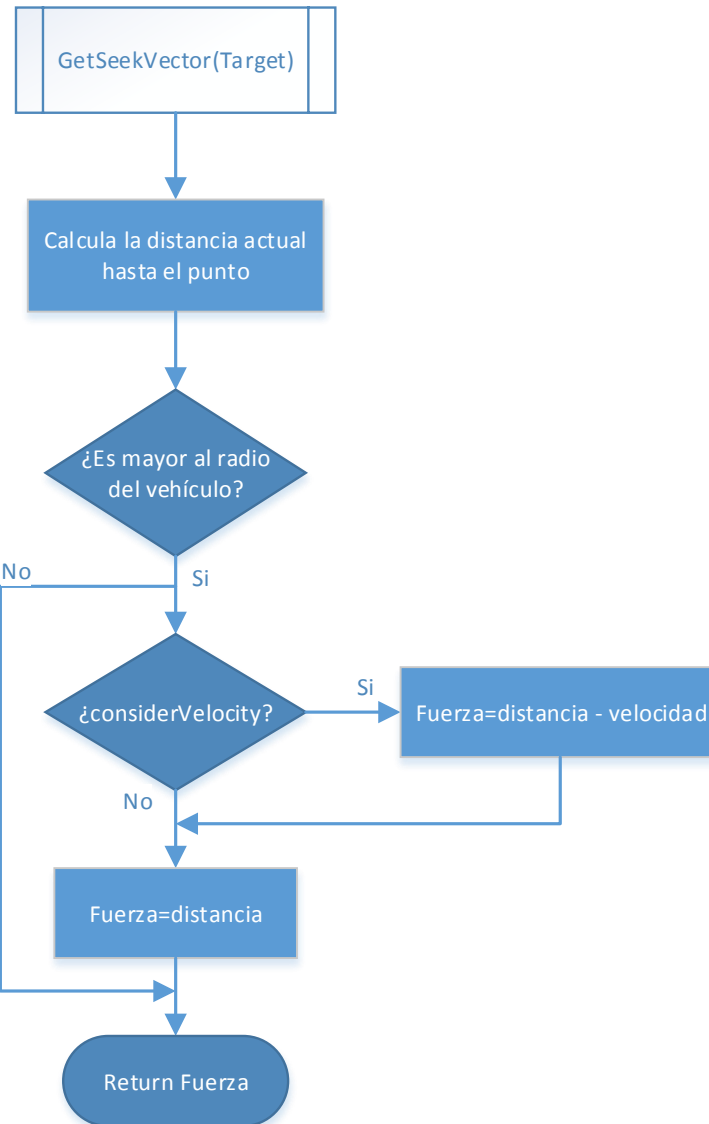 GetSeekVector(Target)
Calcula la distancia actual
hasta el punto
¿Es mayor al radio
del vehículo?
No
Si
¿considerVelocity?
Si
Fuerza=distancia - velocidad
No
Fuerza=distancia
Return Fuerza